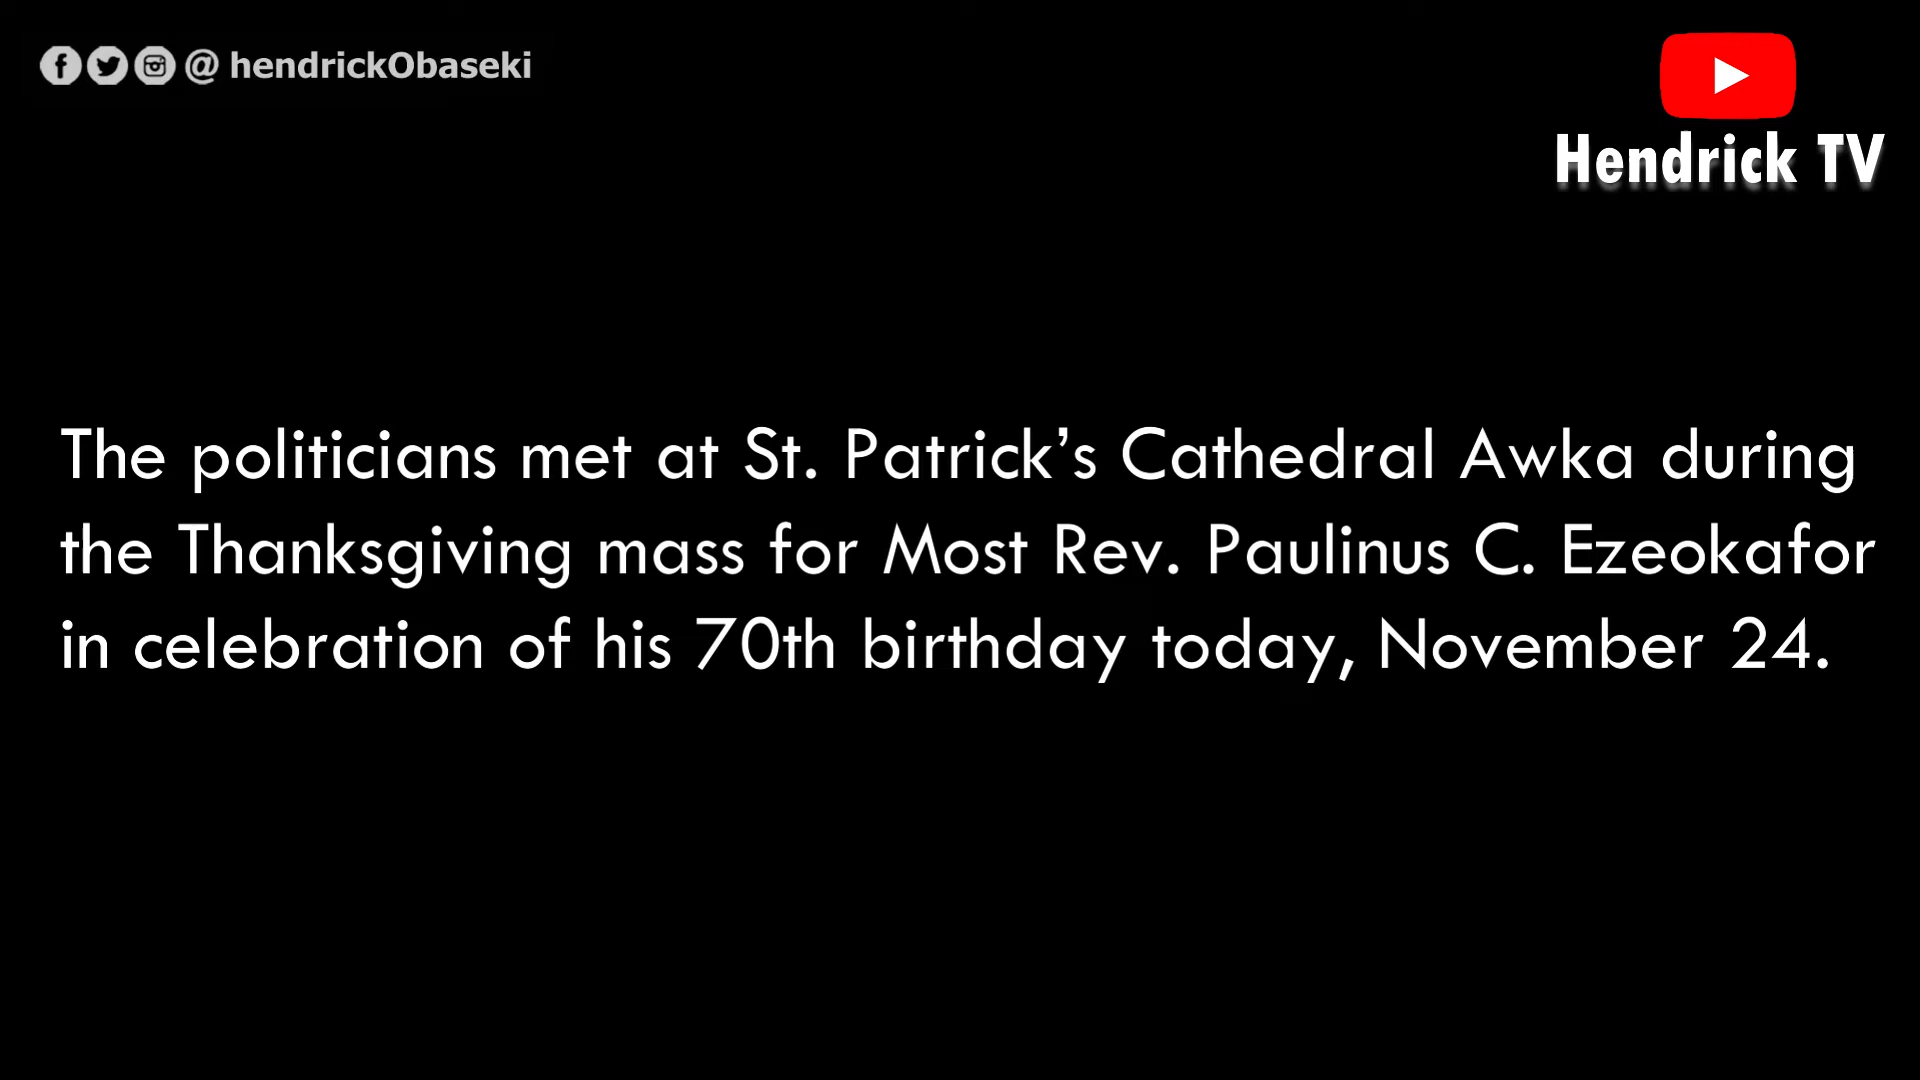 @ hendrickObaseki
Hendrick TV
The politicians met at St. Patrick’s Cathedral Awka during
the Thanksgiving mass for Most Rev. Paulinus C. Ezeokafor
in celebration of his 70th birthday today, November 24.